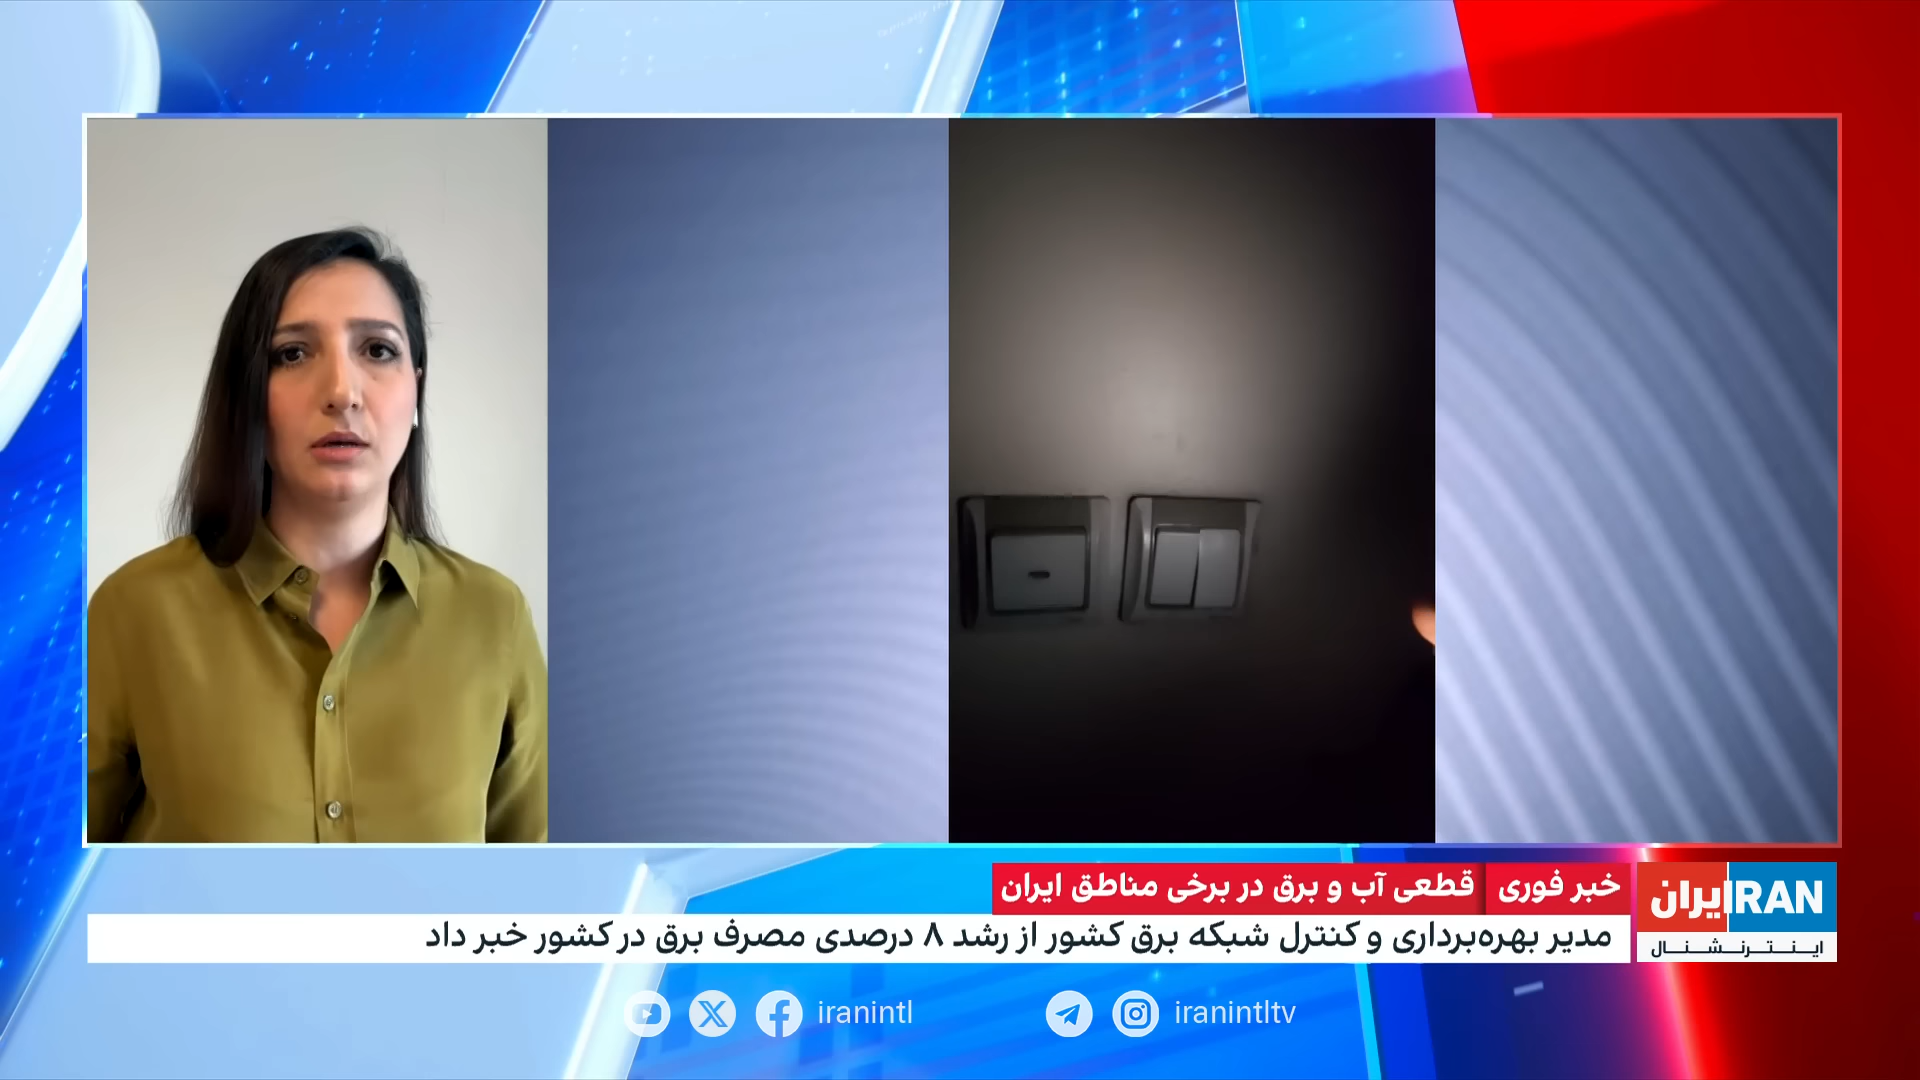 خبر فوری
قطعی آب و برق در برخی مناطق ایران
مدیر بهره‌برداری و کنترل شبکه برق کشور از رشد ۸ درصدی مصرف برق در کشور خبر داد
ایران IRAN
اینترنشنال
iranintl
iranintltv